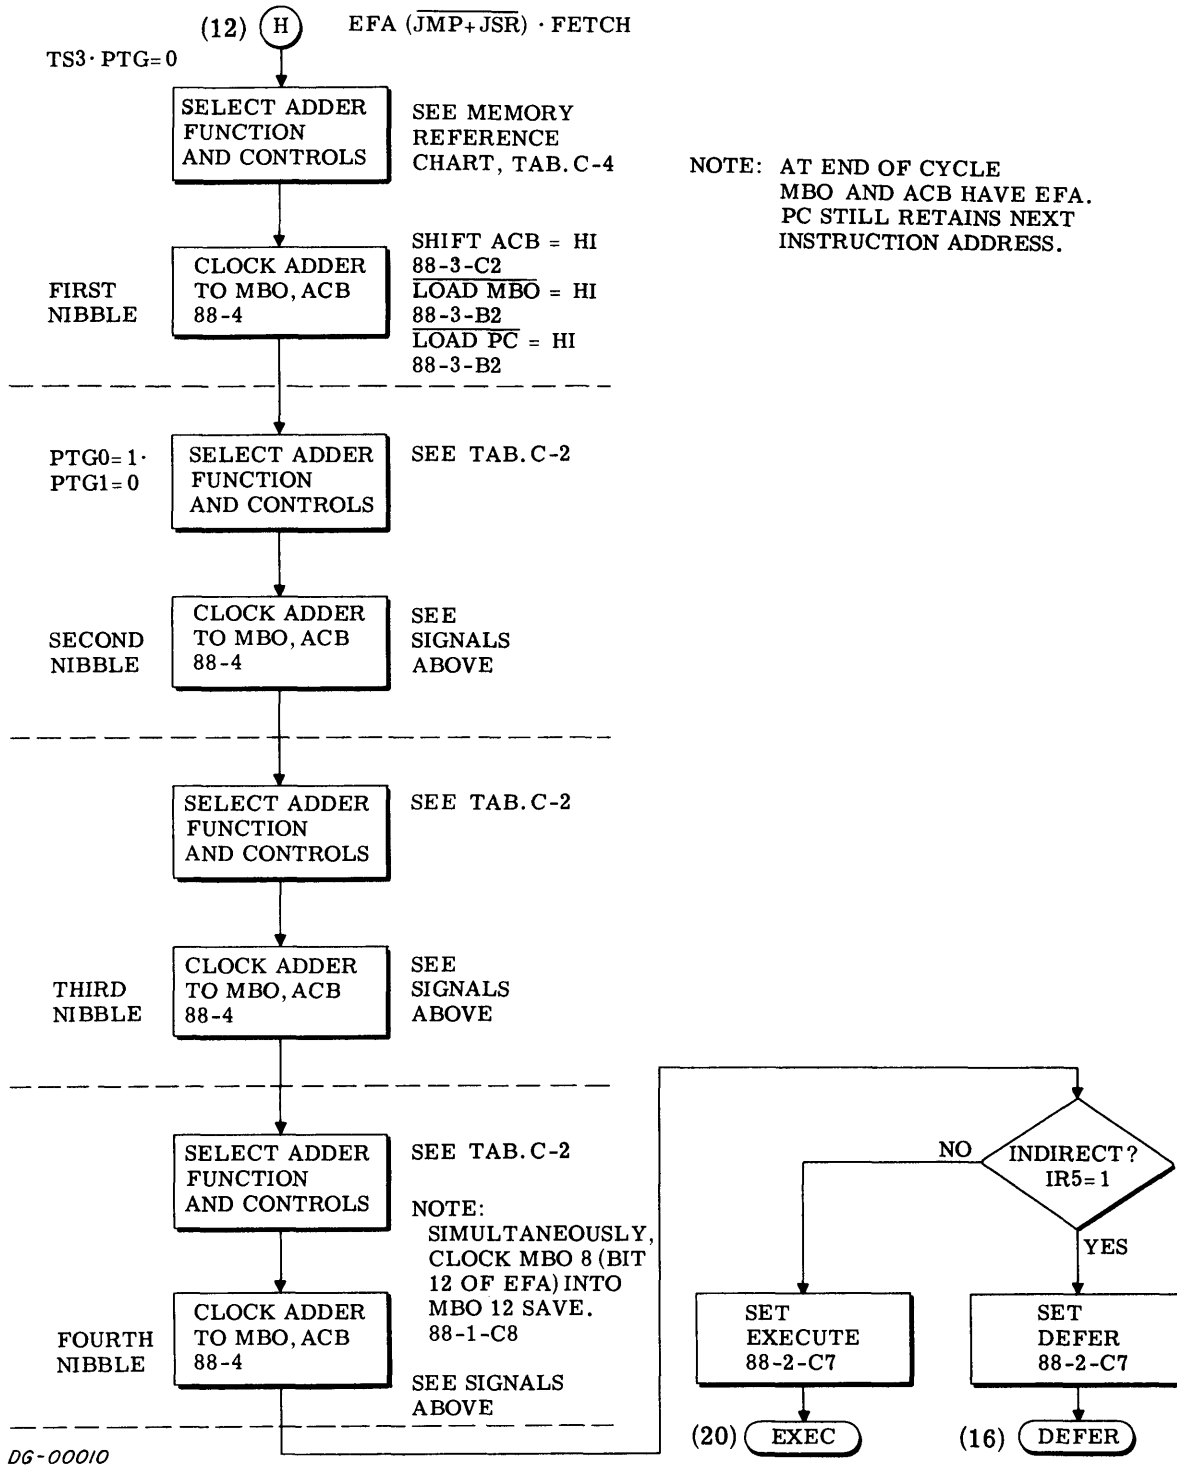 (12) H EFA (JMP+JSR) · FETCH
TS3· PTG= 0
SELECT ADDER
FUNCTION
AND CONTROLS
SEE MEMORY
REFERENCE
CHART, TAB. C-4
NOTE: AT END OF CYCLE
MBO AND ACB HAVE EFA.
PC STILL RETAINS NEXT
INSTRUCTION ADDRESS.
FIRST
NIBBLE
CLOCK ADDER
TO MBO, ACB
88-4
SHIFT ACB = HI
88-3-C2
LOAD MBO = HI
88-3-B2
LOAD PC = HI
88-3-B2
PTG0= 1·
PTG1= 0
SELECT ADDER
FUNCTION
AND CONTROLS
SEE TAB. C-2
SECOND
NIBBLE
CLOCK ADDER
TO MBO, ACB
88-4
SEE
SIGNALS
ABOVE
SELECT ADDER
FUNCTION
AND CONTROLS
SEE TAB. C-2
THIRD
NIBBLE
CLOCK ADDER
TO MBO, ACB
88-4
SEE
SIGNALS
ABOVE
SELECT ADDER
FUNCTION
AND CONTROLS
SEE TAB. C-2
NOTE:
SIMULTANEOUSLY,
CLOCK MBO 8 (BIT
12 OF EFA) INTO
MBO 12 SAVE.
88-1-C8
FOURTH
NIBBLE
CLOCK ADDER
TO MBO, ACB
88-4
SEE SIGNALS
ABOVE
INDIRECT?
IR5= 1
NO
YES
SET
EXECUTE
88-2-C7
SET
DEFER
88-2-C7
(20) EXEC
(16) DEFER
DG-00010